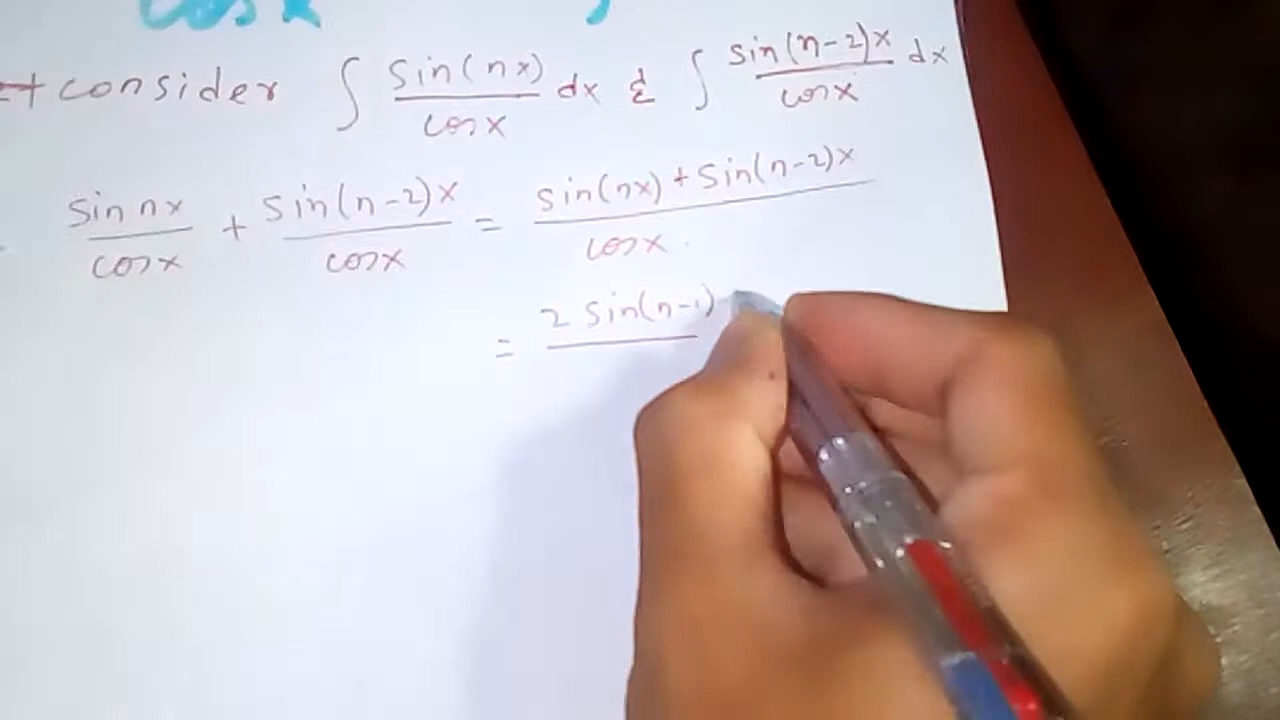 cosx
consider ∫ sin(nx)/cosx dx & ∫ sin(n-2)x/cosx dx
sin nx/cosx + sin(n-2)x/cosx = sin(nx) + sin(n-2)x/cosx
= 2 sin(n-1)